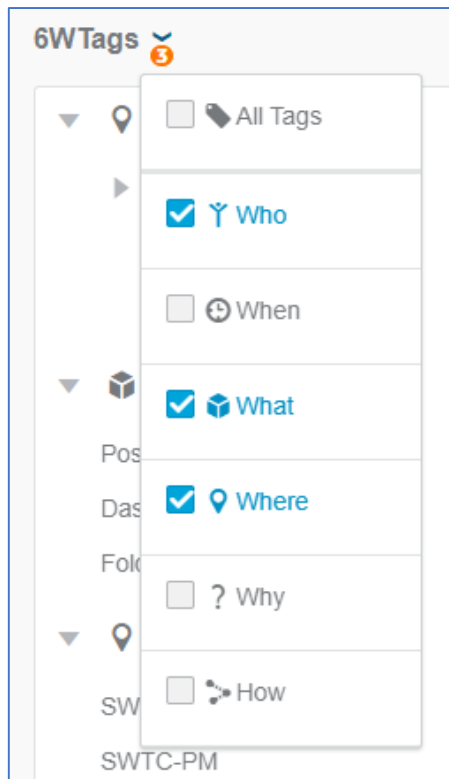 6WTags
3
All Tags
Who
When
What
Pos
Where
Das
Fold
? Why
How
SW
SWTC-PM